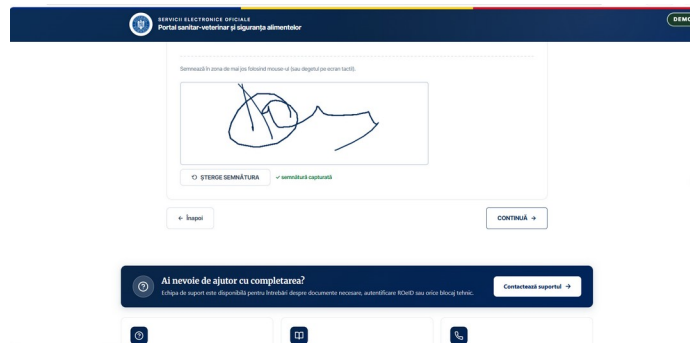 SERVICII ELECTRONICE OFICIALE
Portal sanitar-veterinar și siguranța alimentelor
DEMO
Semnează în zona de mai jos folosind mouse-ul (sau degetul pe ecran tactil).
ȘTERGE SEMNĂTURA
✓ semnătură capturată
← Înapoi
CONTINUĂ →
Ai nevoie de ajutor cu completarea?
Echipa de suport este disponibilă pentru întrebări despre documente necesare, autentificare ROeID sau orice blocaj tehnic.
Contactează suportul →